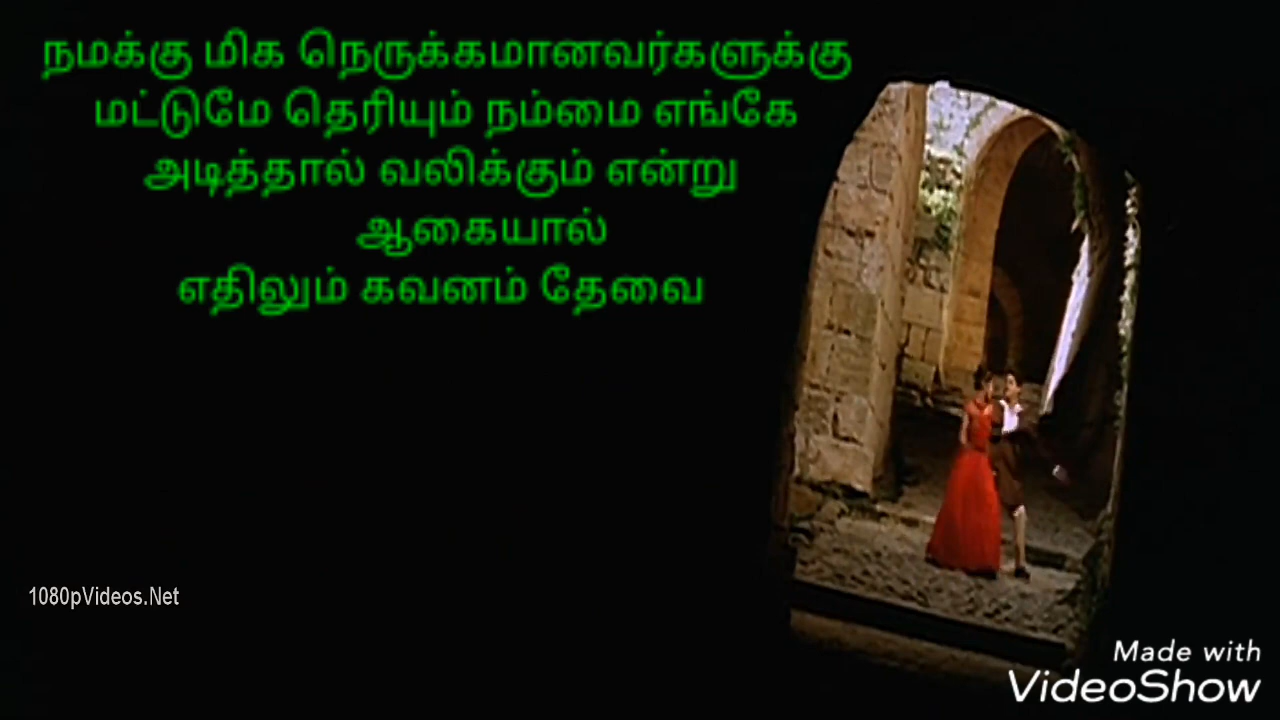 நமக்கு மிக நெருக்கமானவர்களுக்கு
மட்டுமே தெரியும் நம்மை எங்கே
அடித்தால் வலிக்கும் என்று
ஆகையால்
எதிலும் கவனம் தேவை
1080pVideos.Net
Made with
VideoShow